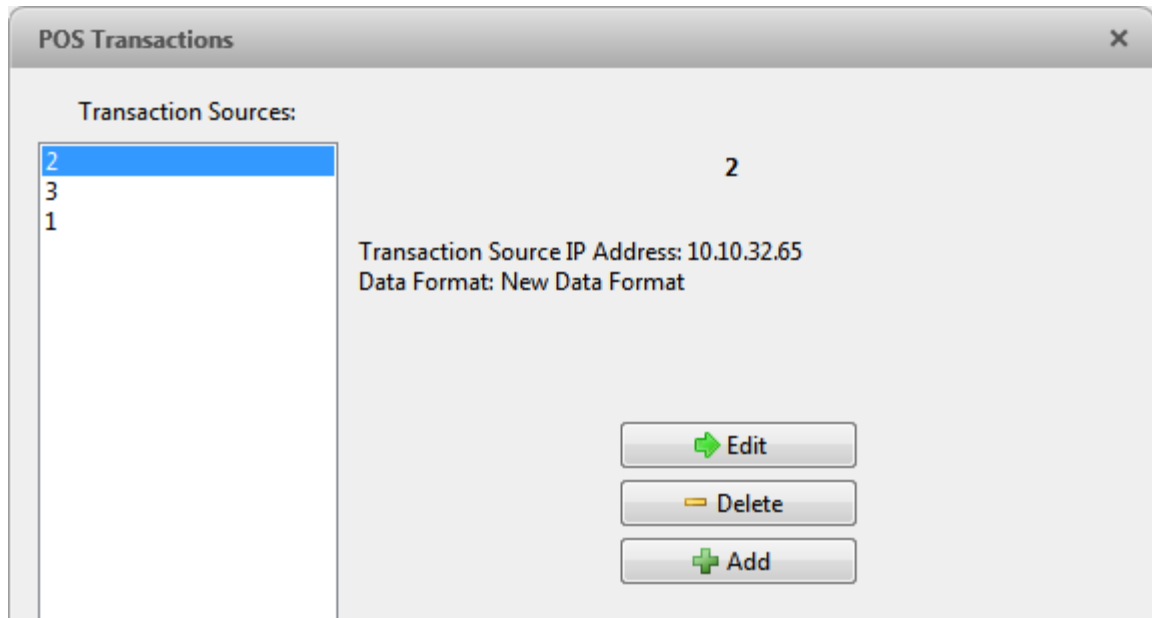 POS Transactions
Transaction Sources:
2
3
1
2
Transaction Source IP Address: 10.10.32.65
Data Format: New Data Format
Edit
Delete
Add